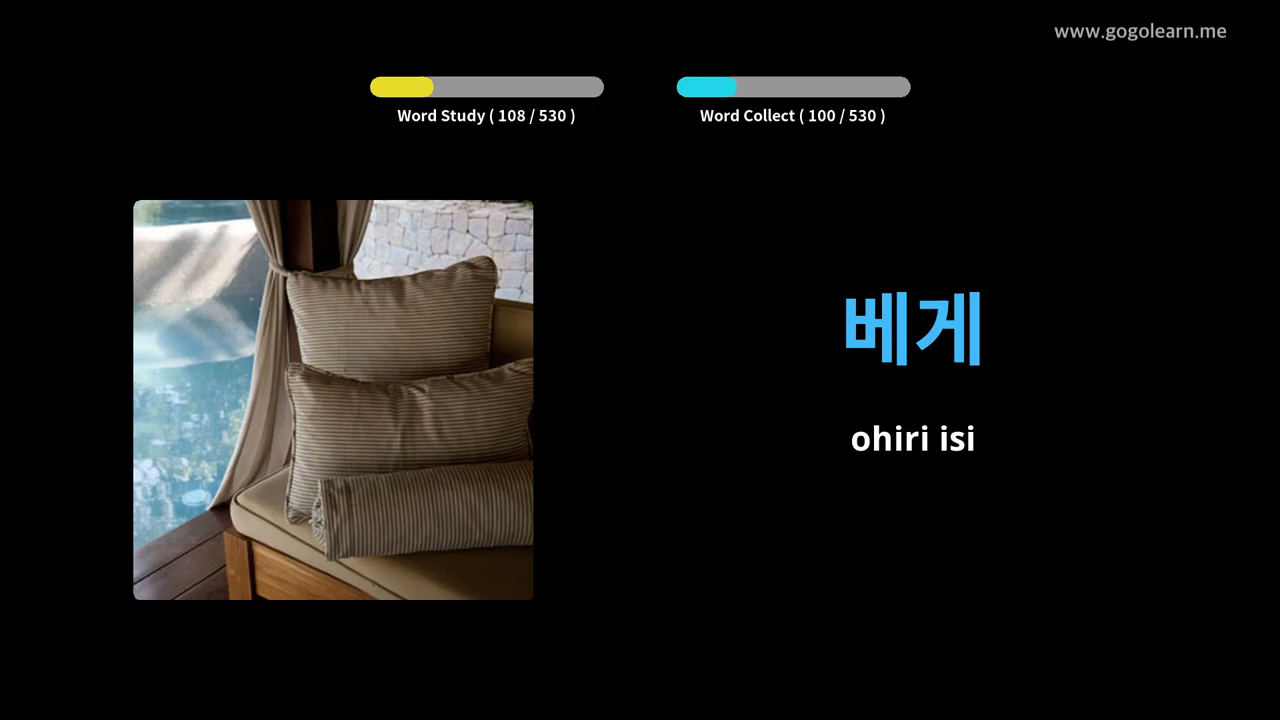 www.gogolearn.me
Word Study ( 108 / 530 )
Word Collect ( 100 / 530 )
베게
ohiri isi